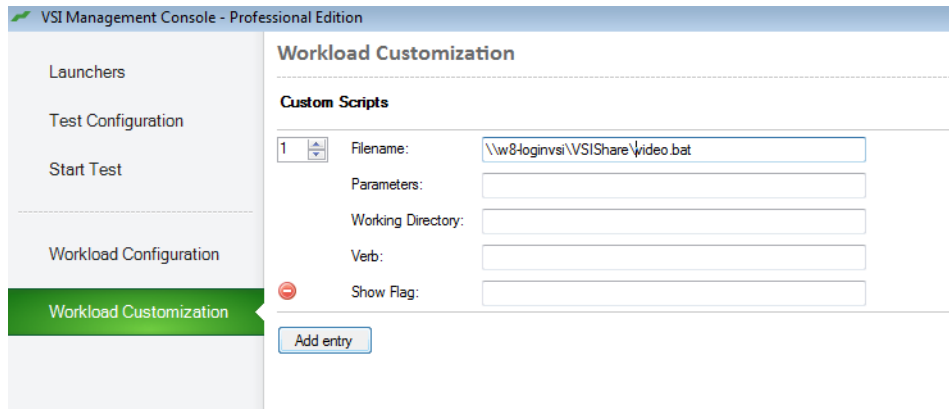 VSI Management Console - Professional Edition
Launchers
Test Configuration
Start Test
Workload Configuration
Workload Customization
Workload Customization
Custom Scripts
1
Filename: \\w8-loginvsi\VSIShare\video.bat
Parameters:
Working Directory:
Verb:
Show Flag:
Add entry